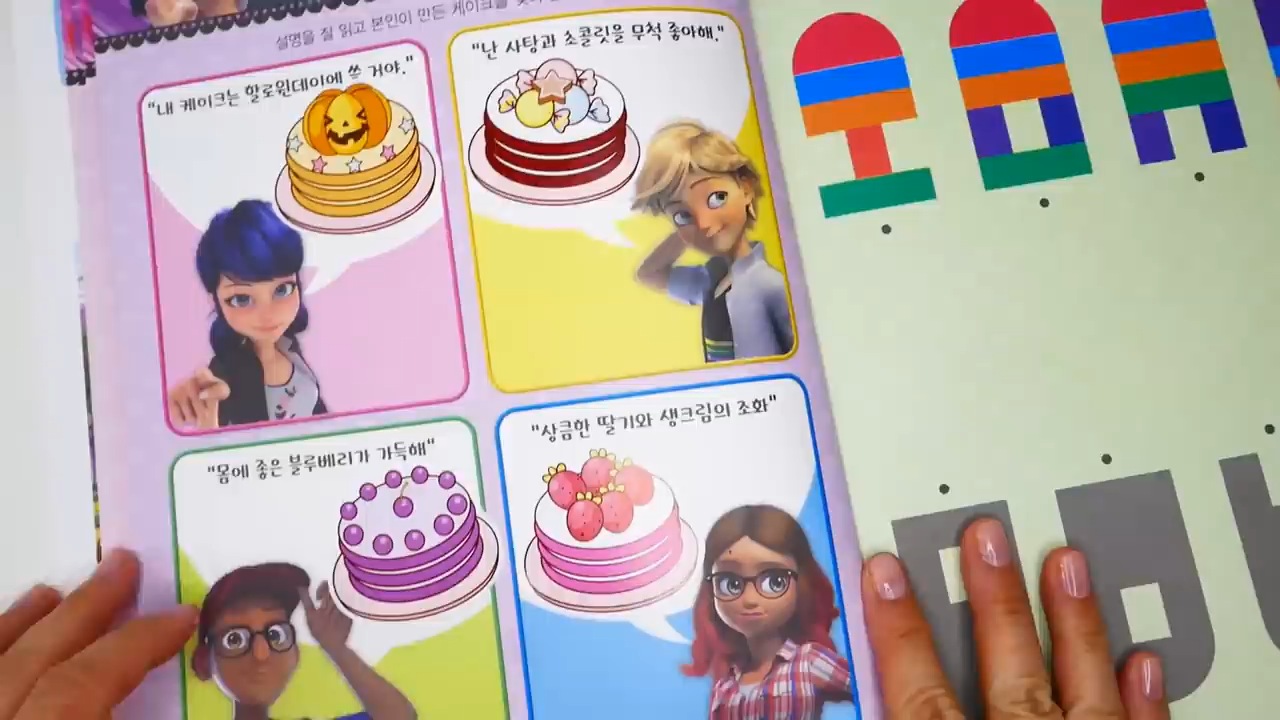 설명을 잘 읽고 본인이 만든 케이크를
"내 케이크는 할로윈데이에 쓸 거야."
"난 사탕과 초콜릿을 무척 좋아해."
"몸에 좋은 블루베리가 가득해"
"상큼한 딸기와 생크림의 조화"